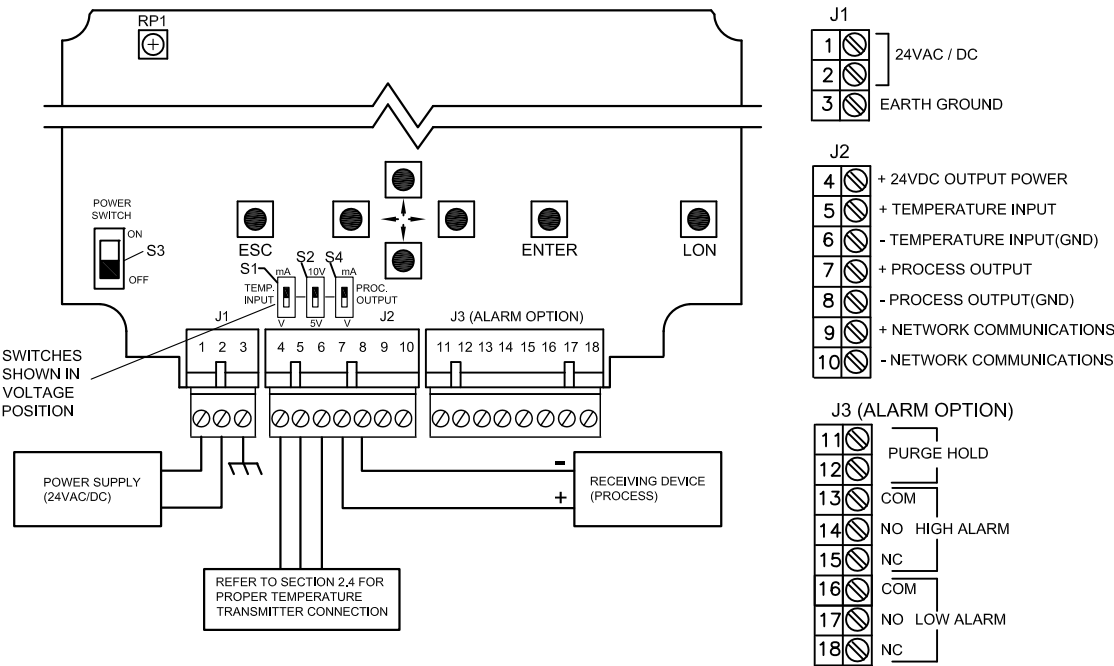 RP1
POWER
SWITCH
ON
S3
OFF
ESC
ENTER
LON
S1
S2
S4
mA
10V
mA
TEMP.
INPUT
PROC.
OUTPUT
V
5V
V
J1
J2
J3 (ALARM OPTION)
1 2 3
4 5 6 7 8 9 10
11 12 13 14 15 16 17 18
SWITCHES
SHOWN IN
VOLTAGE
POSITION
POWER SUPPLY
(24VAC/DC)
-
+
RECEIVING DEVICE
(PROCESS)
REFER TO SECTION 2.4 FOR
PROPER TEMPERATURE
TRANSMITTER CONNECTION
J1
1
2
24VAC / DC
3 EARTH GROUND
J2
4 + 24VDC OUTPUT POWER
5 + TEMPERATURE INPUT
6 - TEMPERATURE INPUT(GND)
7 + PROCESS OUTPUT
8 - PROCESS OUTPUT(GND)
9 + NETWORK COMMUNICATIONS
10 - NETWORK COMMUNICATIONS
J3 (ALARM OPTION)
11
12
PURGE HOLD
13 COM
14 NO HIGH ALARM
15 NC
16 COM
17 NO LOW ALARM
18 NC